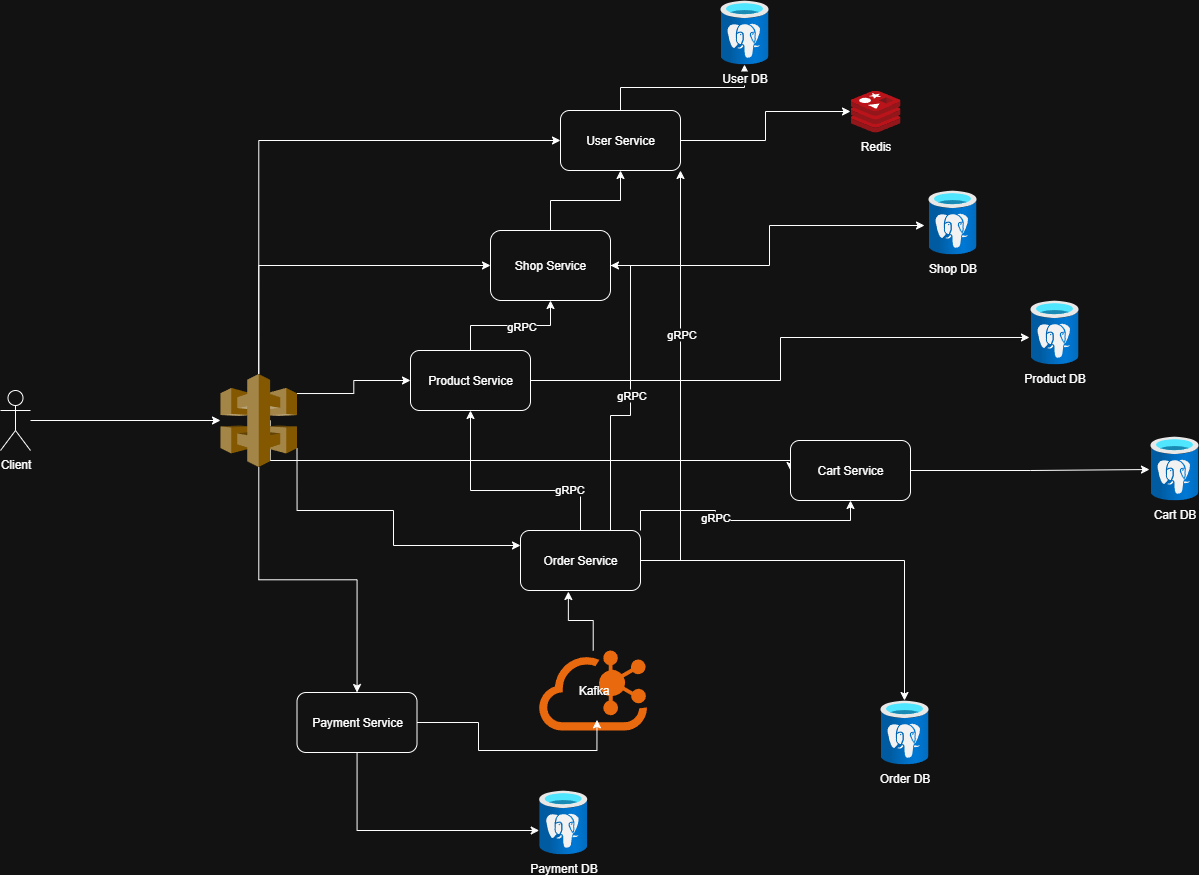 User DB
User Service
Redis
Shop Service
Shop DB
gRPC
gRPC
Product Service
Product DB
gRPC
Client
Cart Service
gRPC
gRPC
Cart DB
Order Service
Kafka
Payment Service
Order DB
Payment DB